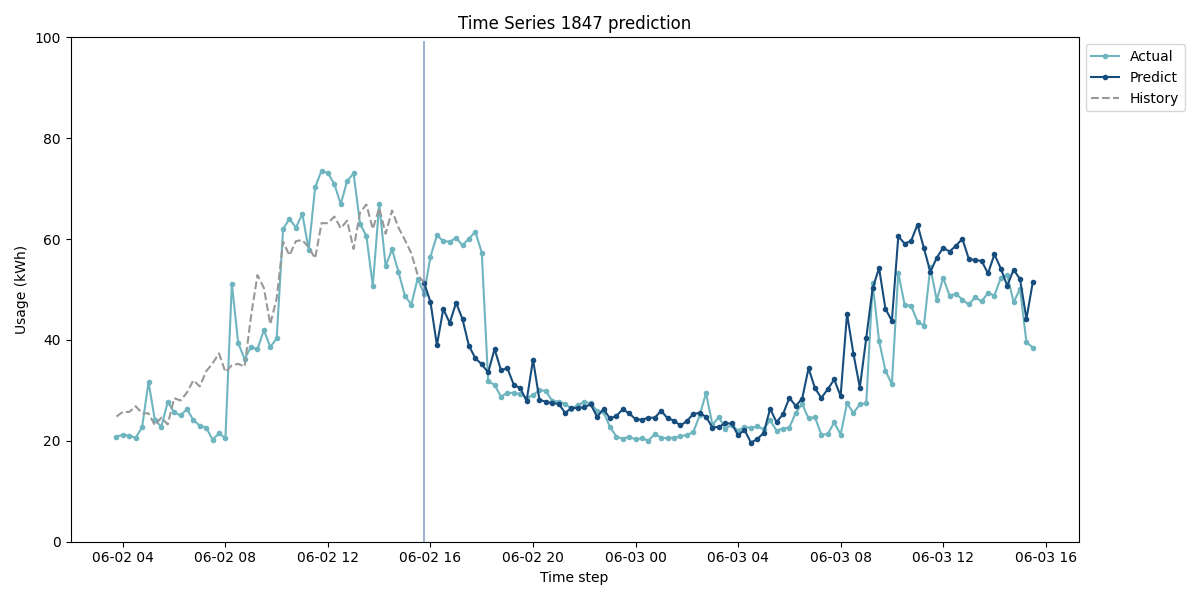 Time Series 1847 prediction
100
80
60
40
20
0
Usage (kWh)
06-02 04
06-02 08
06-02 12
06-02 16
06-02 20
06-03 00
06-03 04
06-03 08
06-03 12
06-03 16
Time step
Actual
Predict
History